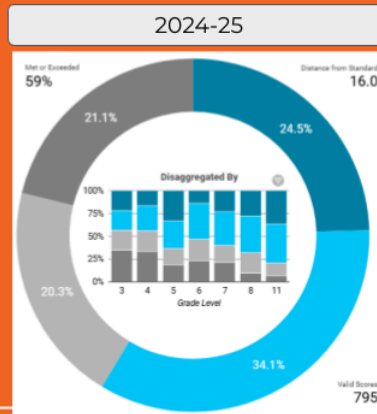 2024-25
Met or Exceeded
59%
Distance from Standard
16.0
21.1%
24.5%
Disaggregated By
100%
75%
50%
25%
0%
3 4 5 6 7 8 11
Grade Level
20.3%
34.1%
Valid Scores
795